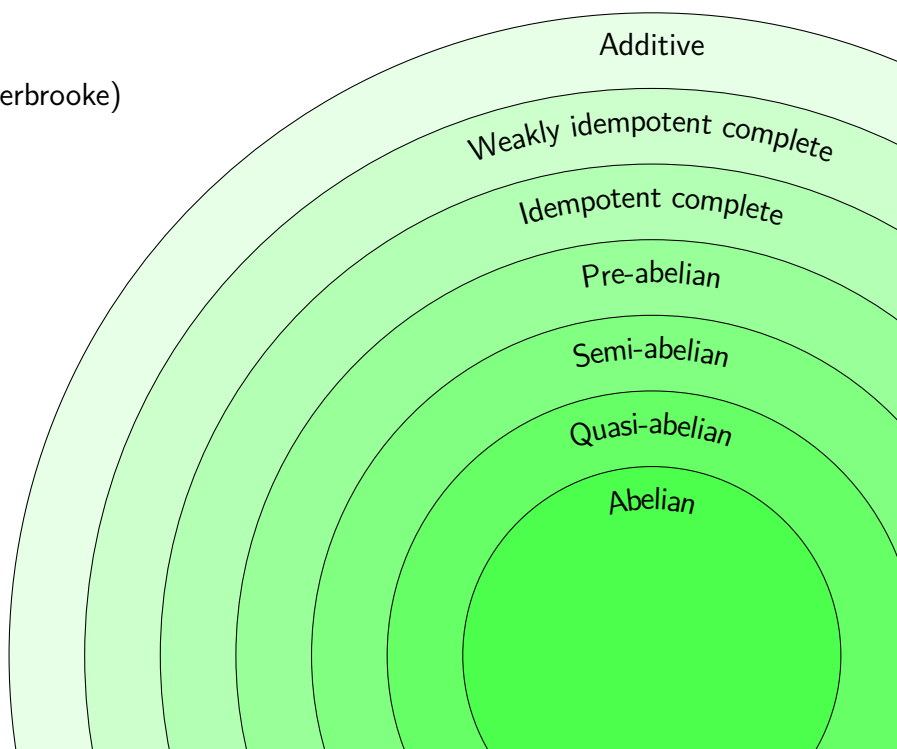 Additive
erbrooke)
Weakly idempotent complete
Idempotent complete
Pre-abelian
Semi-abelian
Quasi-abelian
Abelian